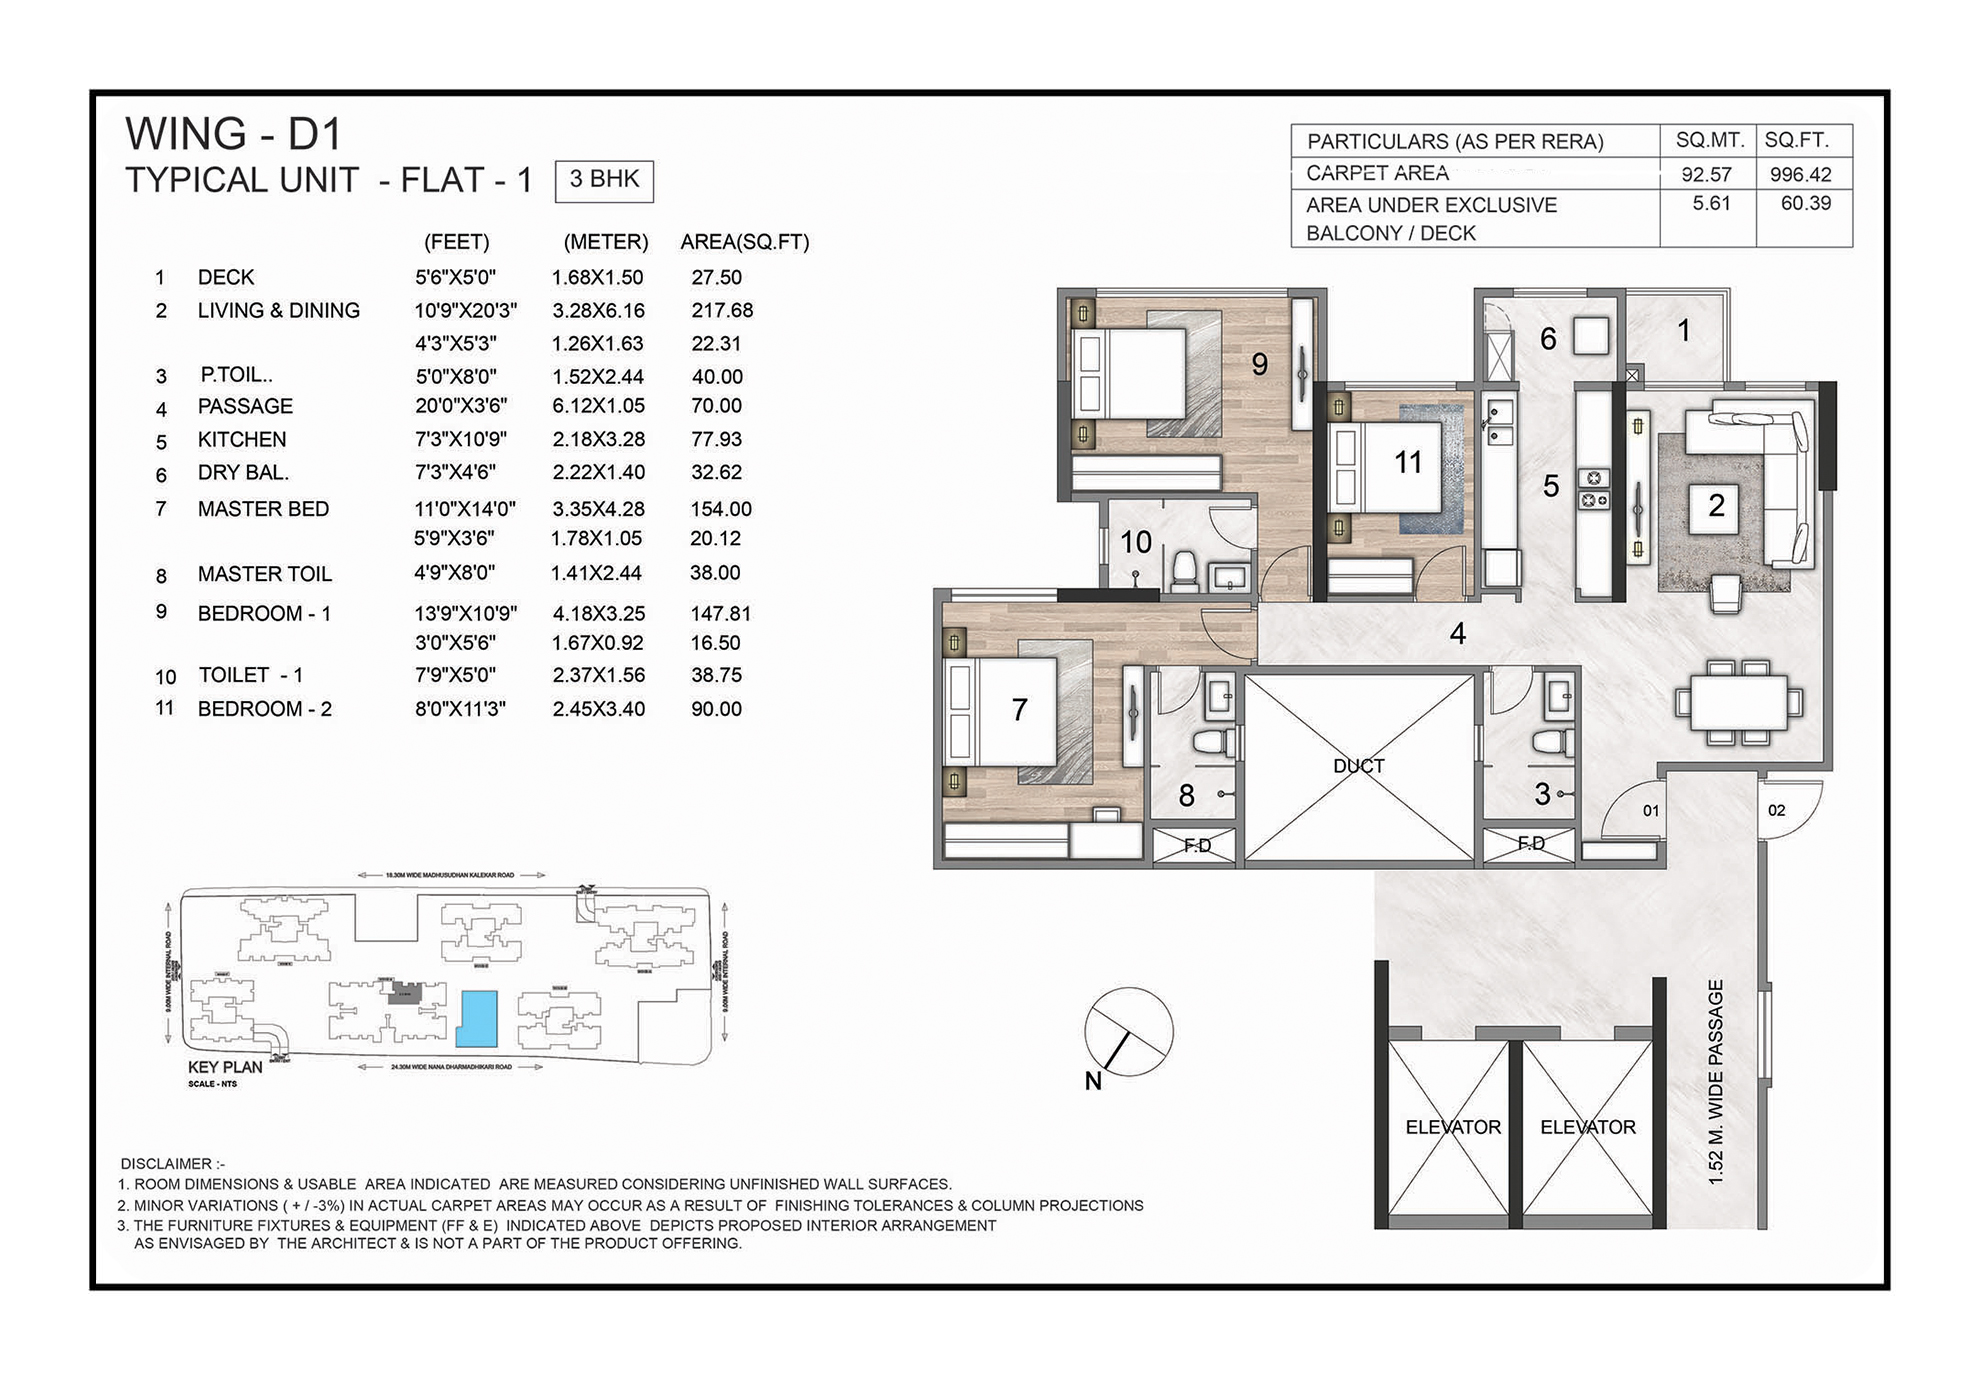 WING - D1
TYPICAL UNIT - FLAT - 1 3 BHK
PARTICULARS (AS PER RERA) SQ.MT. SQ.FT.
CARPET AREA 92.57 996.42
AREA UNDER EXCLUSIVE 5.61 60.39
BALCONY / DECK
(FEET) (METER) AREA(SQ.FT)
1 DECK 5'6"X5'0" 1.68X1.50 27.50
2 LIVING & DINING 10'9"X20'3" 3.28X6.16 217.68
4'3"X5'3" 1.26X1.63 22.31
3 P.TOIL.. 5'0"X8'0" 1.52X2.44 40.00
4 PASSAGE 20'0"X3'6" 6.12X1.05 70.00
5 KITCHEN 7'3"X10'9" 2.18X3.28 77.93
6 DRY BAL. 7'3"X4'6" 2.22X1.40 32.62
7 MASTER BED 11'0"X14'0" 3.35X4.28 154.00
5'9"X3'6" 1.78X1.05 20.12
8 MASTER TOIL 4'9"X8'0" 1.41X2.44 38.00
9 BEDROOM - 1 13'9"X10'9" 4.18X3.25 147.81
3'0"X5'6" 1.67X0.92 16.50
10 TOILET - 1 7'9"X5'0" 2.37X1.56 38.75
11 BEDROOM - 2 8'0"X11'3" 2.45X3.40 90.00
1
6
9
11
5
2
10
4
7
DUCT
8
3
01
02
F.D
F.D
ELEVATOR
ELEVATOR
1.52 M. WIDE PASSAGE
N
18.30M WIDE MADHUSUDHAN KALEKAR ROAD
9.00M WIDE INTERNAL ROAD
9.00M WIDE INTERNAL ROAD
24.30M WIDE NANA DHARMADHIKARI ROAD
KEY PLAN
SCALE - NTS
DISCLAIMER :-
1. ROOM DIMENSIONS & USABLE AREA INDICATED ARE MEASURED CONSIDERING UNFINISHED WALL SURFACES.
2. MINOR VARIATIONS ( + / -3%) IN ACTUAL CARPET AREAS MAY OCCUR AS A RESULT OF FINISHING TOLERANCES & COLUMN PROJECTIONS
3. THE FURNITURE FIXTURES & EQUIPMENT (FF & E) INDICATED ABOVE DEPICTS PROPOSED INTERIOR ARRANGEMENT
AS ENVISAGED BY THE ARCHITECT & IS NOT A PART OF THE PRODUCT OFFERING.